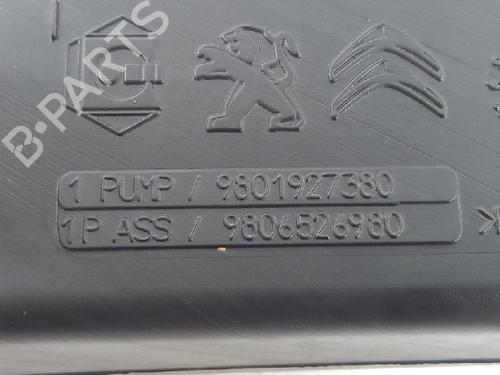 B-PARTS
1 PUMP / 9801927380
1P ASS / 9806526980